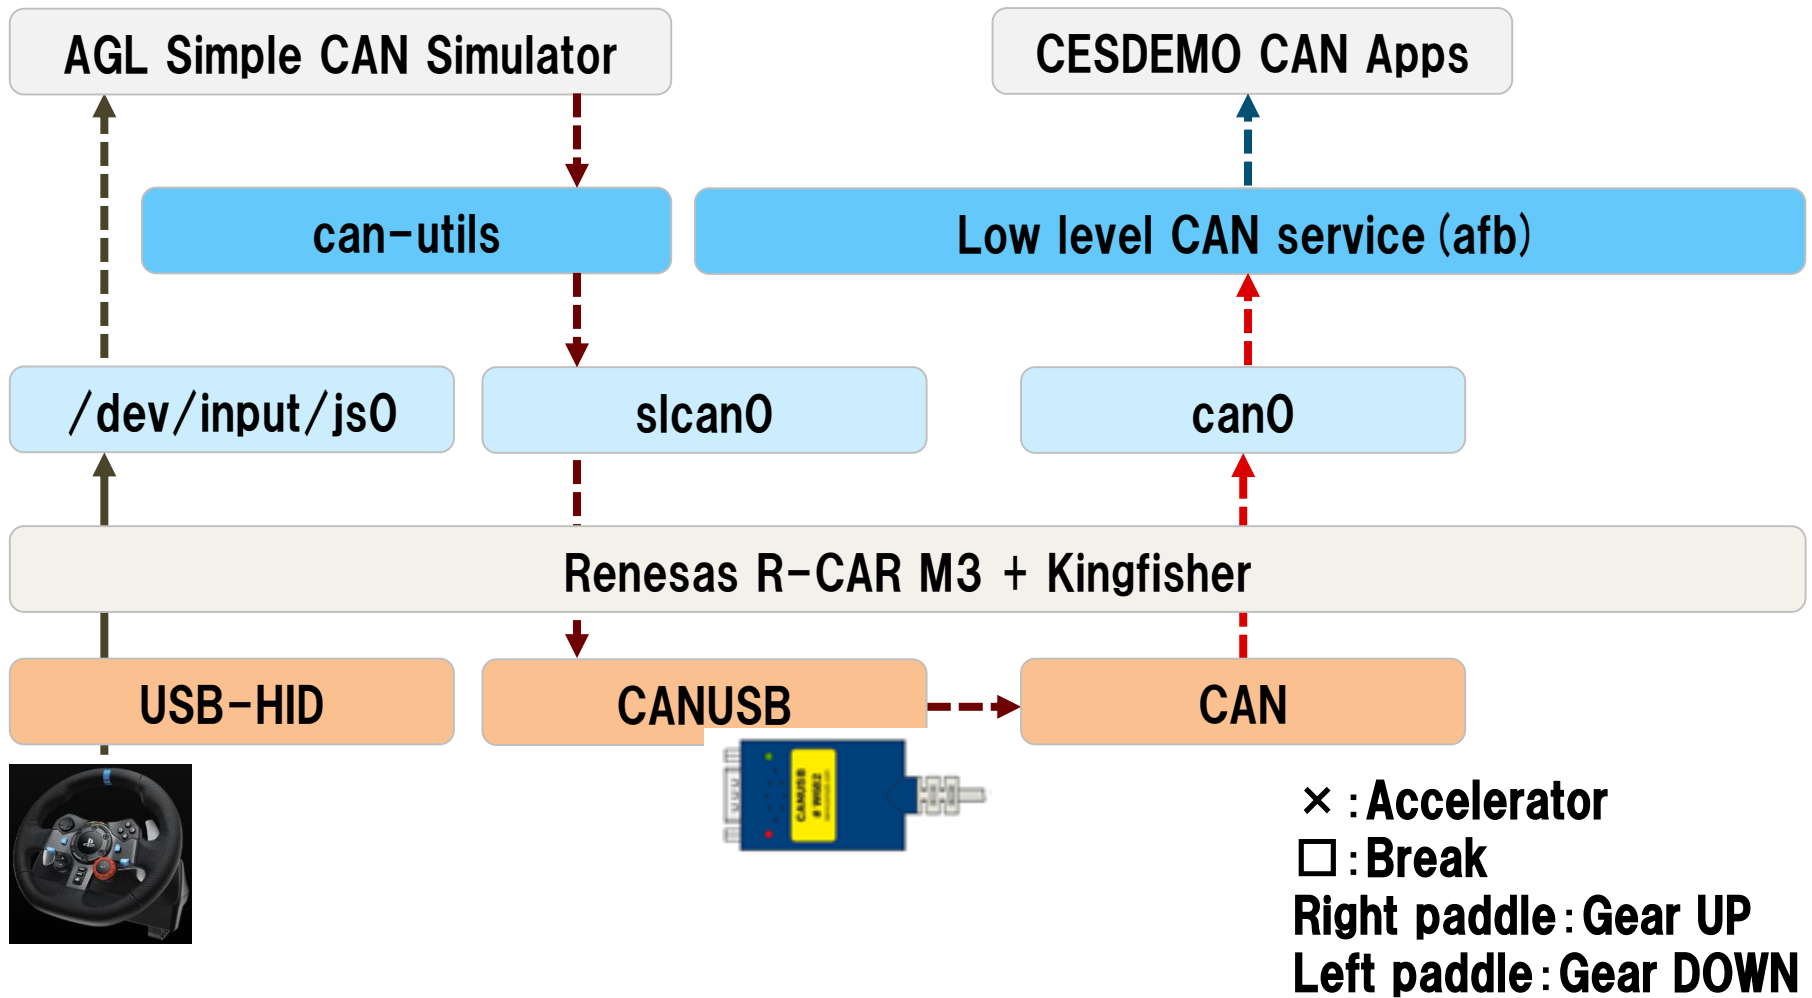 AGL Simple CAN Simulator
CESDEMO CAN Apps
can-utils
Low level CAN service(afb)
/dev/input/js0
slcan0
can0
Renesas R-CAR M3 + Kingfisher
USB-HID
CANUSB
CAN
CANUSB
×:Accelerator
□:Break
Right paddle:Gear UP
Left paddle:Gear DOWN